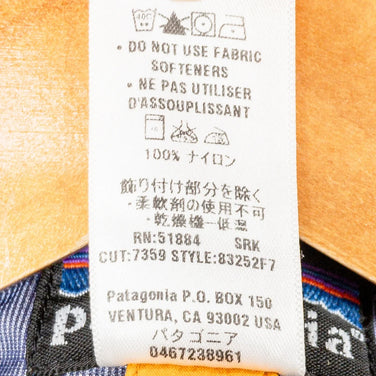 • DO NOT USE FABRIC
SOFTENERS
• NE PAS UTILISER
D'ASSOUPLISSANT
100% ナイロン
飾り付け部分を除く
・柔軟剤の使用不可
・乾燥機一低温
RN:51884 SRK
CUT:7359 STYLE:83252F7
Patagonia P.O. BOX 150
VENTURA, CA 93002 USA
パタゴニア
0467238961